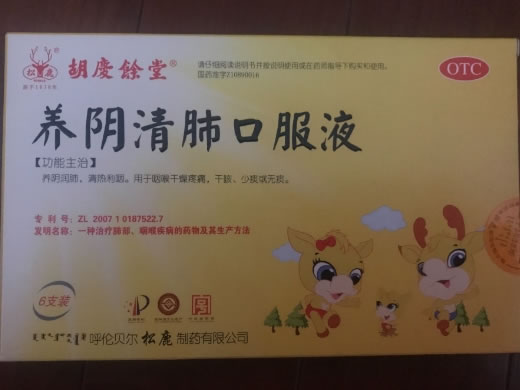 松鹿
胡庆餘堂®
请仔细阅读说明书并按说明使用或在药师指导下购买和使用。
国药准字Z10980016
OTC
养阴清肺口服液
【功能主治】
养阴润肺，清热利咽。用于咽喉干燥疼痛，干咳、少痰或无痰。
专利号：ZL 2007 1 0187522.7
发明名称：一种治疗肺部、咽喉疾病的药物及其生产方法
6支装
呼伦贝尔松鹿制药有限公司